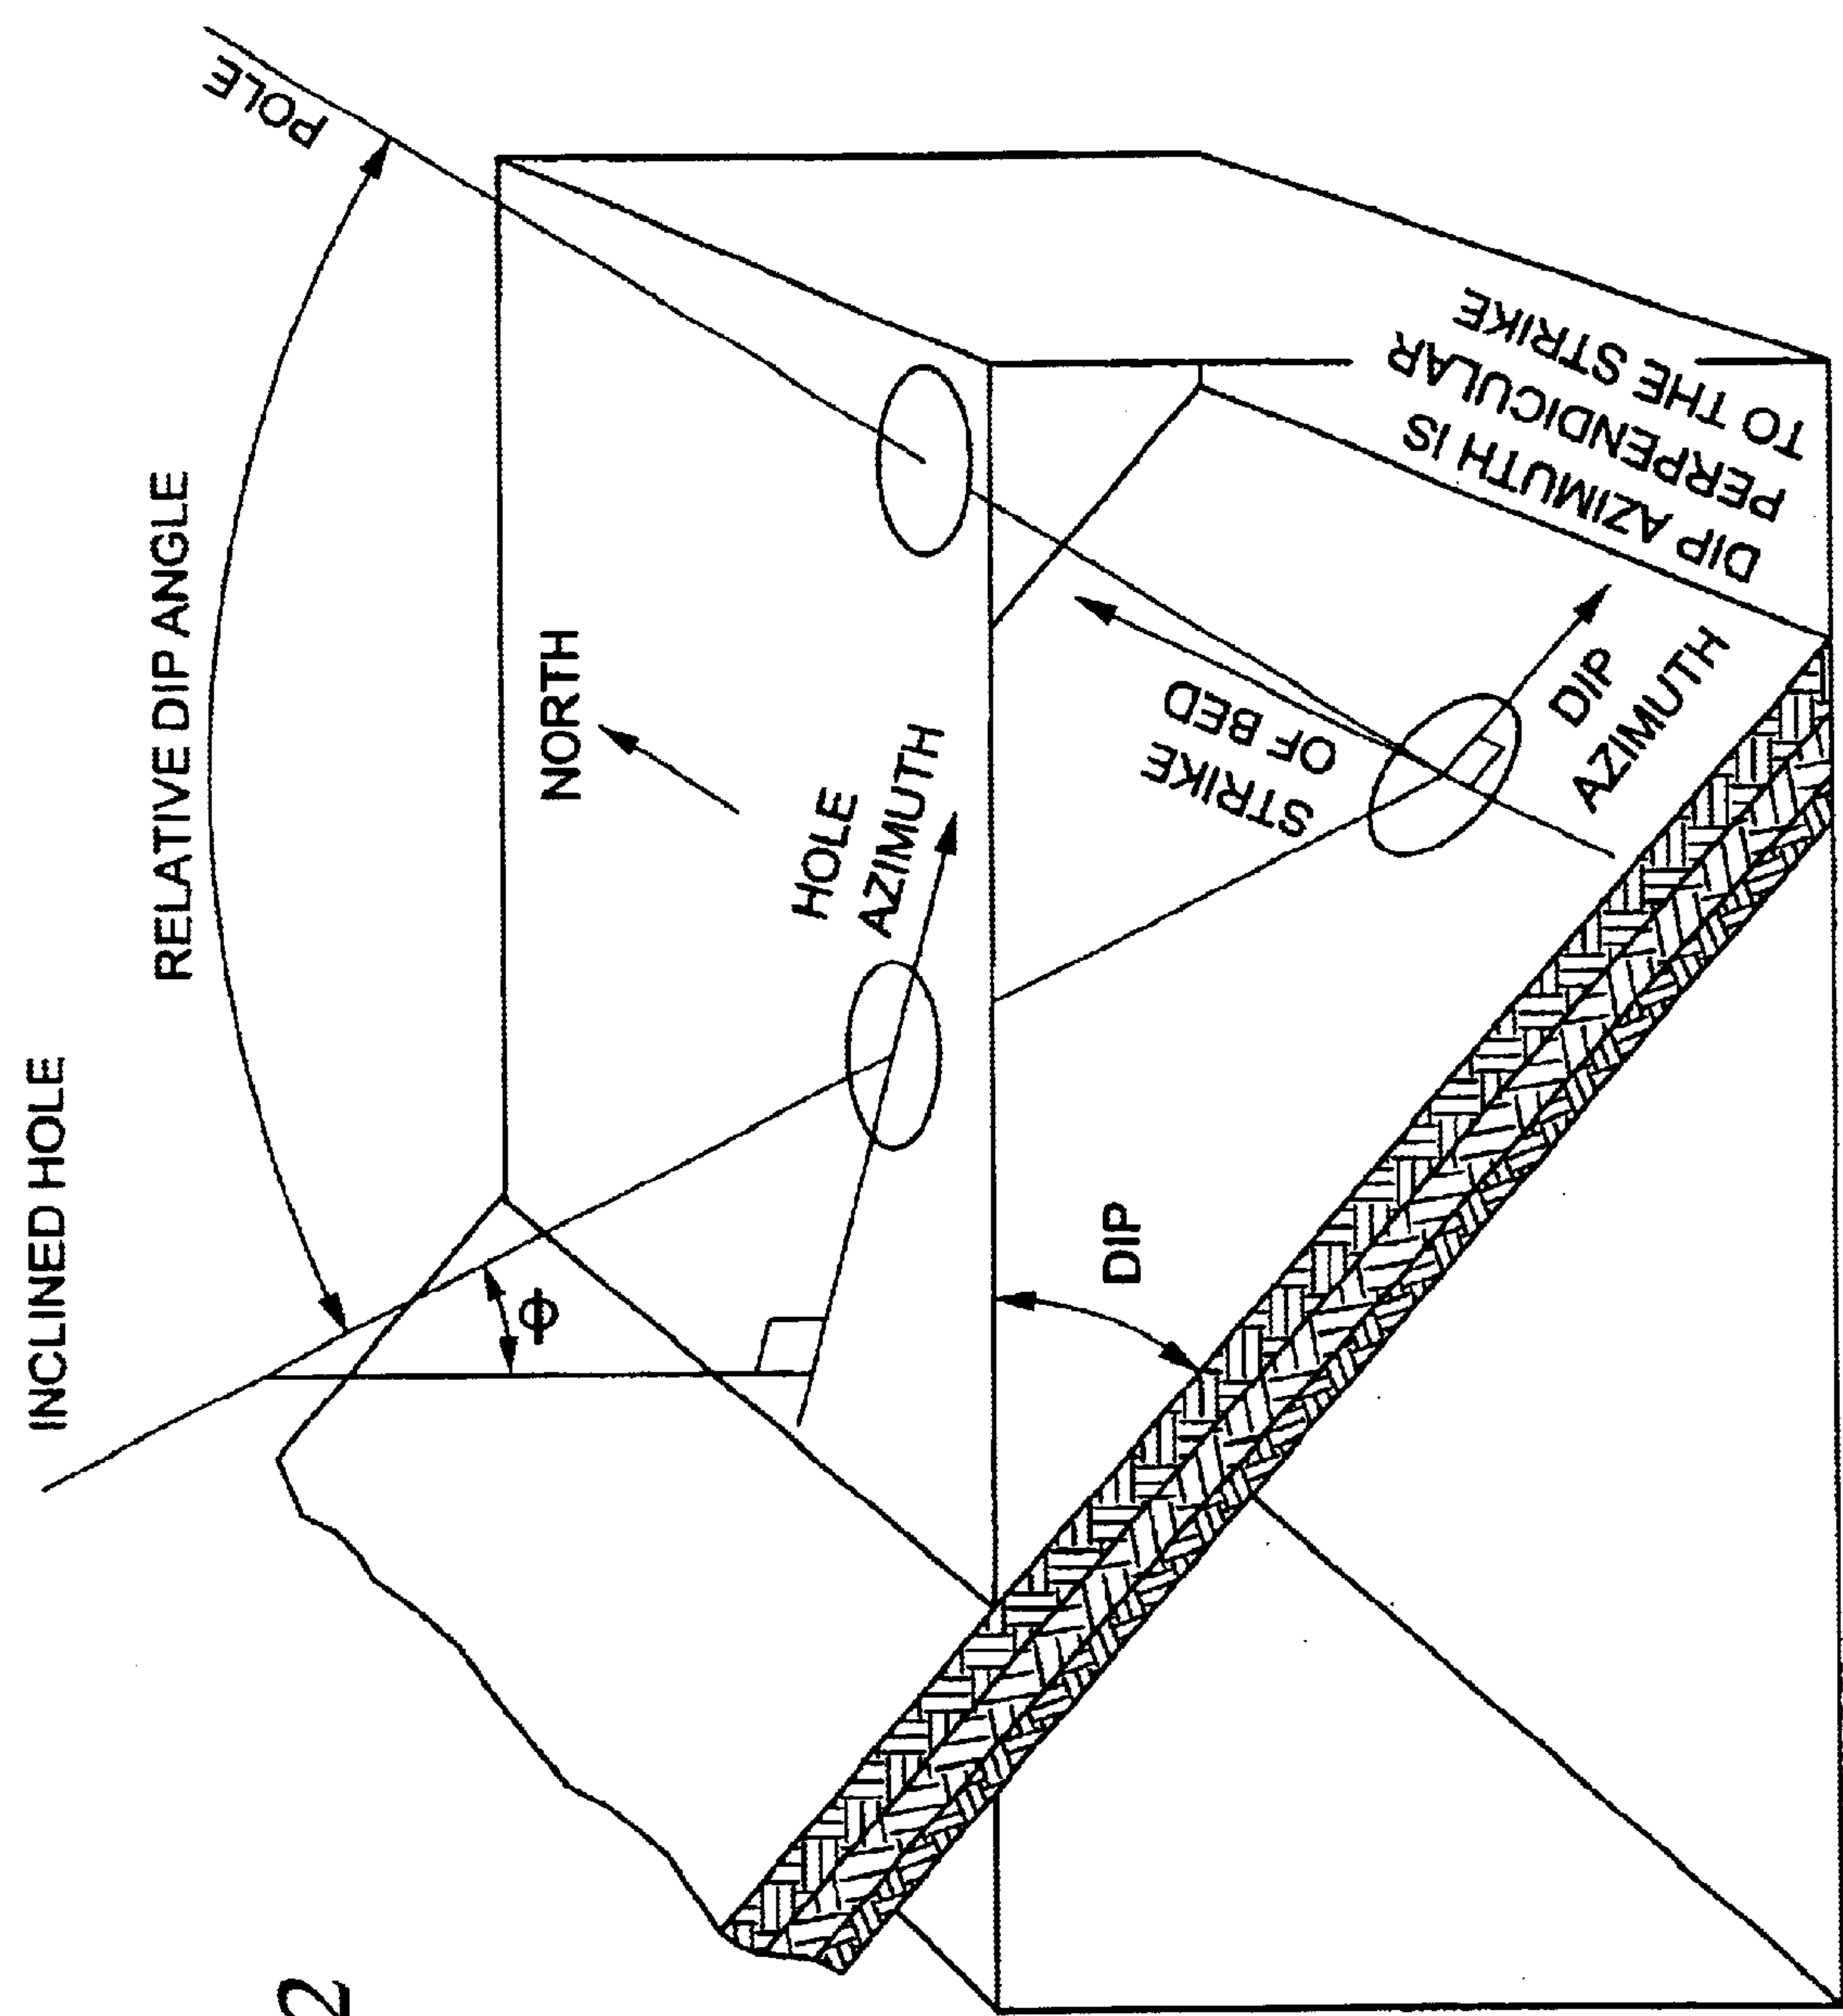 INCLINED HOLE
RELATIVE DIP ANGLE
POLE
NORTH
HOLE
AZIMUTH
ϕ
STRIKE
OF BED
DIP
DIP
AZIMUTH
DIP AZIMUTH IS
PERPENDICULAR
TO THE STRIKE
2